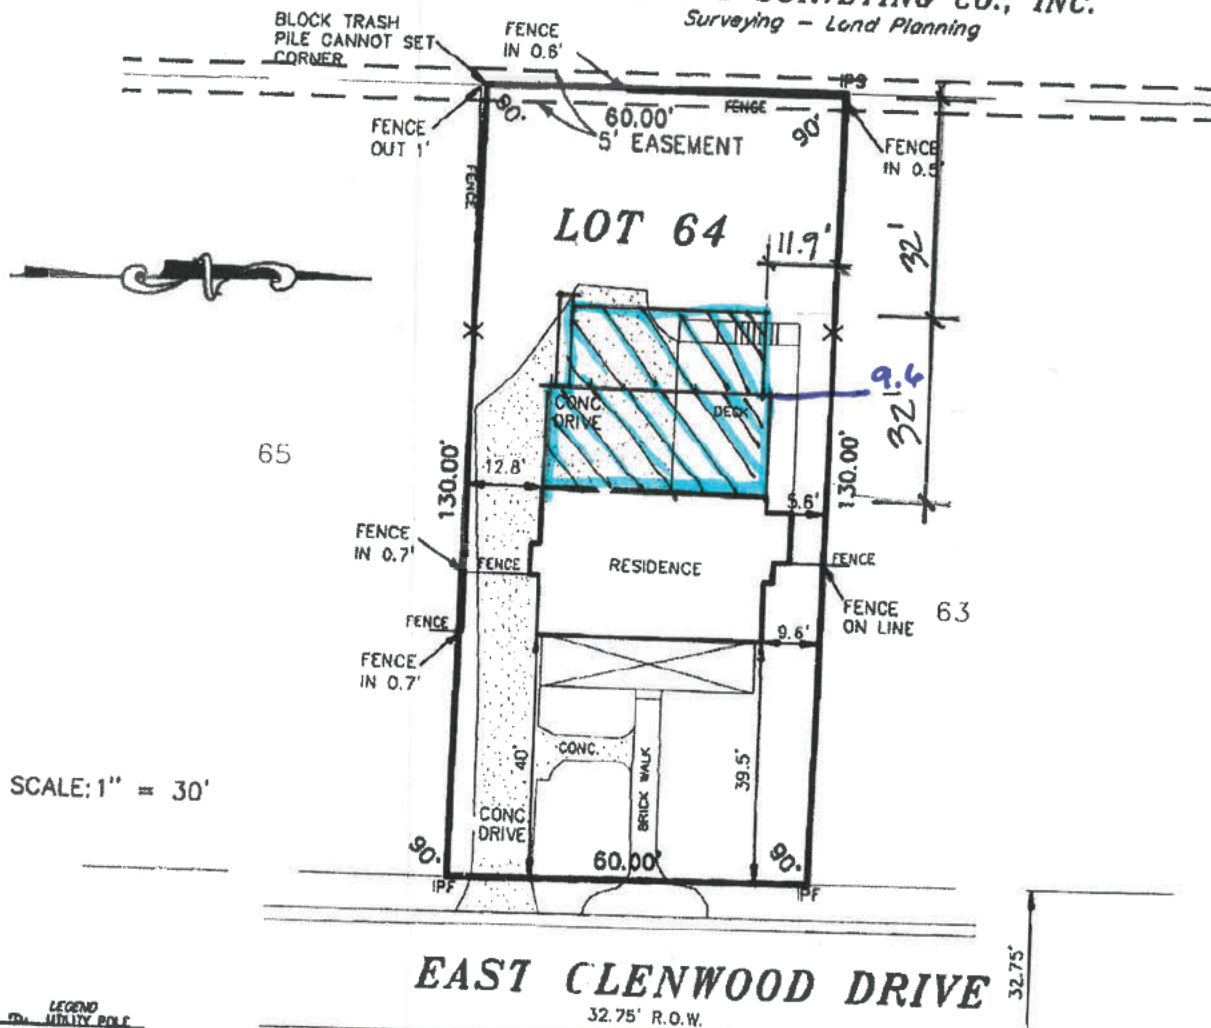 SURVEYING CO., INC.
Surveying – Land Planning
BLOCK TRASH
PILE CANNOT SET
CORNER
FENCE
IN 0.6'
IPS
90°
60.00'
FENCE
90'
FENCE
OUT 1'
5' EASEMENT
FENCE
IN 0.5'
FENCE
LOT 64
11.9'
32'
9.6
32'
CONC.
DRIVE
DECK
65
12.8'
130.00'
130.00'
5.6'
FENCE
IN 0.7'
FENCE
RESIDENCE
FENCE
FENCE
ON LINE
63
FENCE
9.6'
FENCE
IN 0.7'
CONC.
40'
BRICK WALK
39.5'
SCALE: 1" = 30'
CONC.
DRIVE
90°
60.00'
90°
IPF
IPF
EAST CLENWOOD DRIVE
32.75' R.O.W.
32.75'
LEGEND
UTILITY POLE